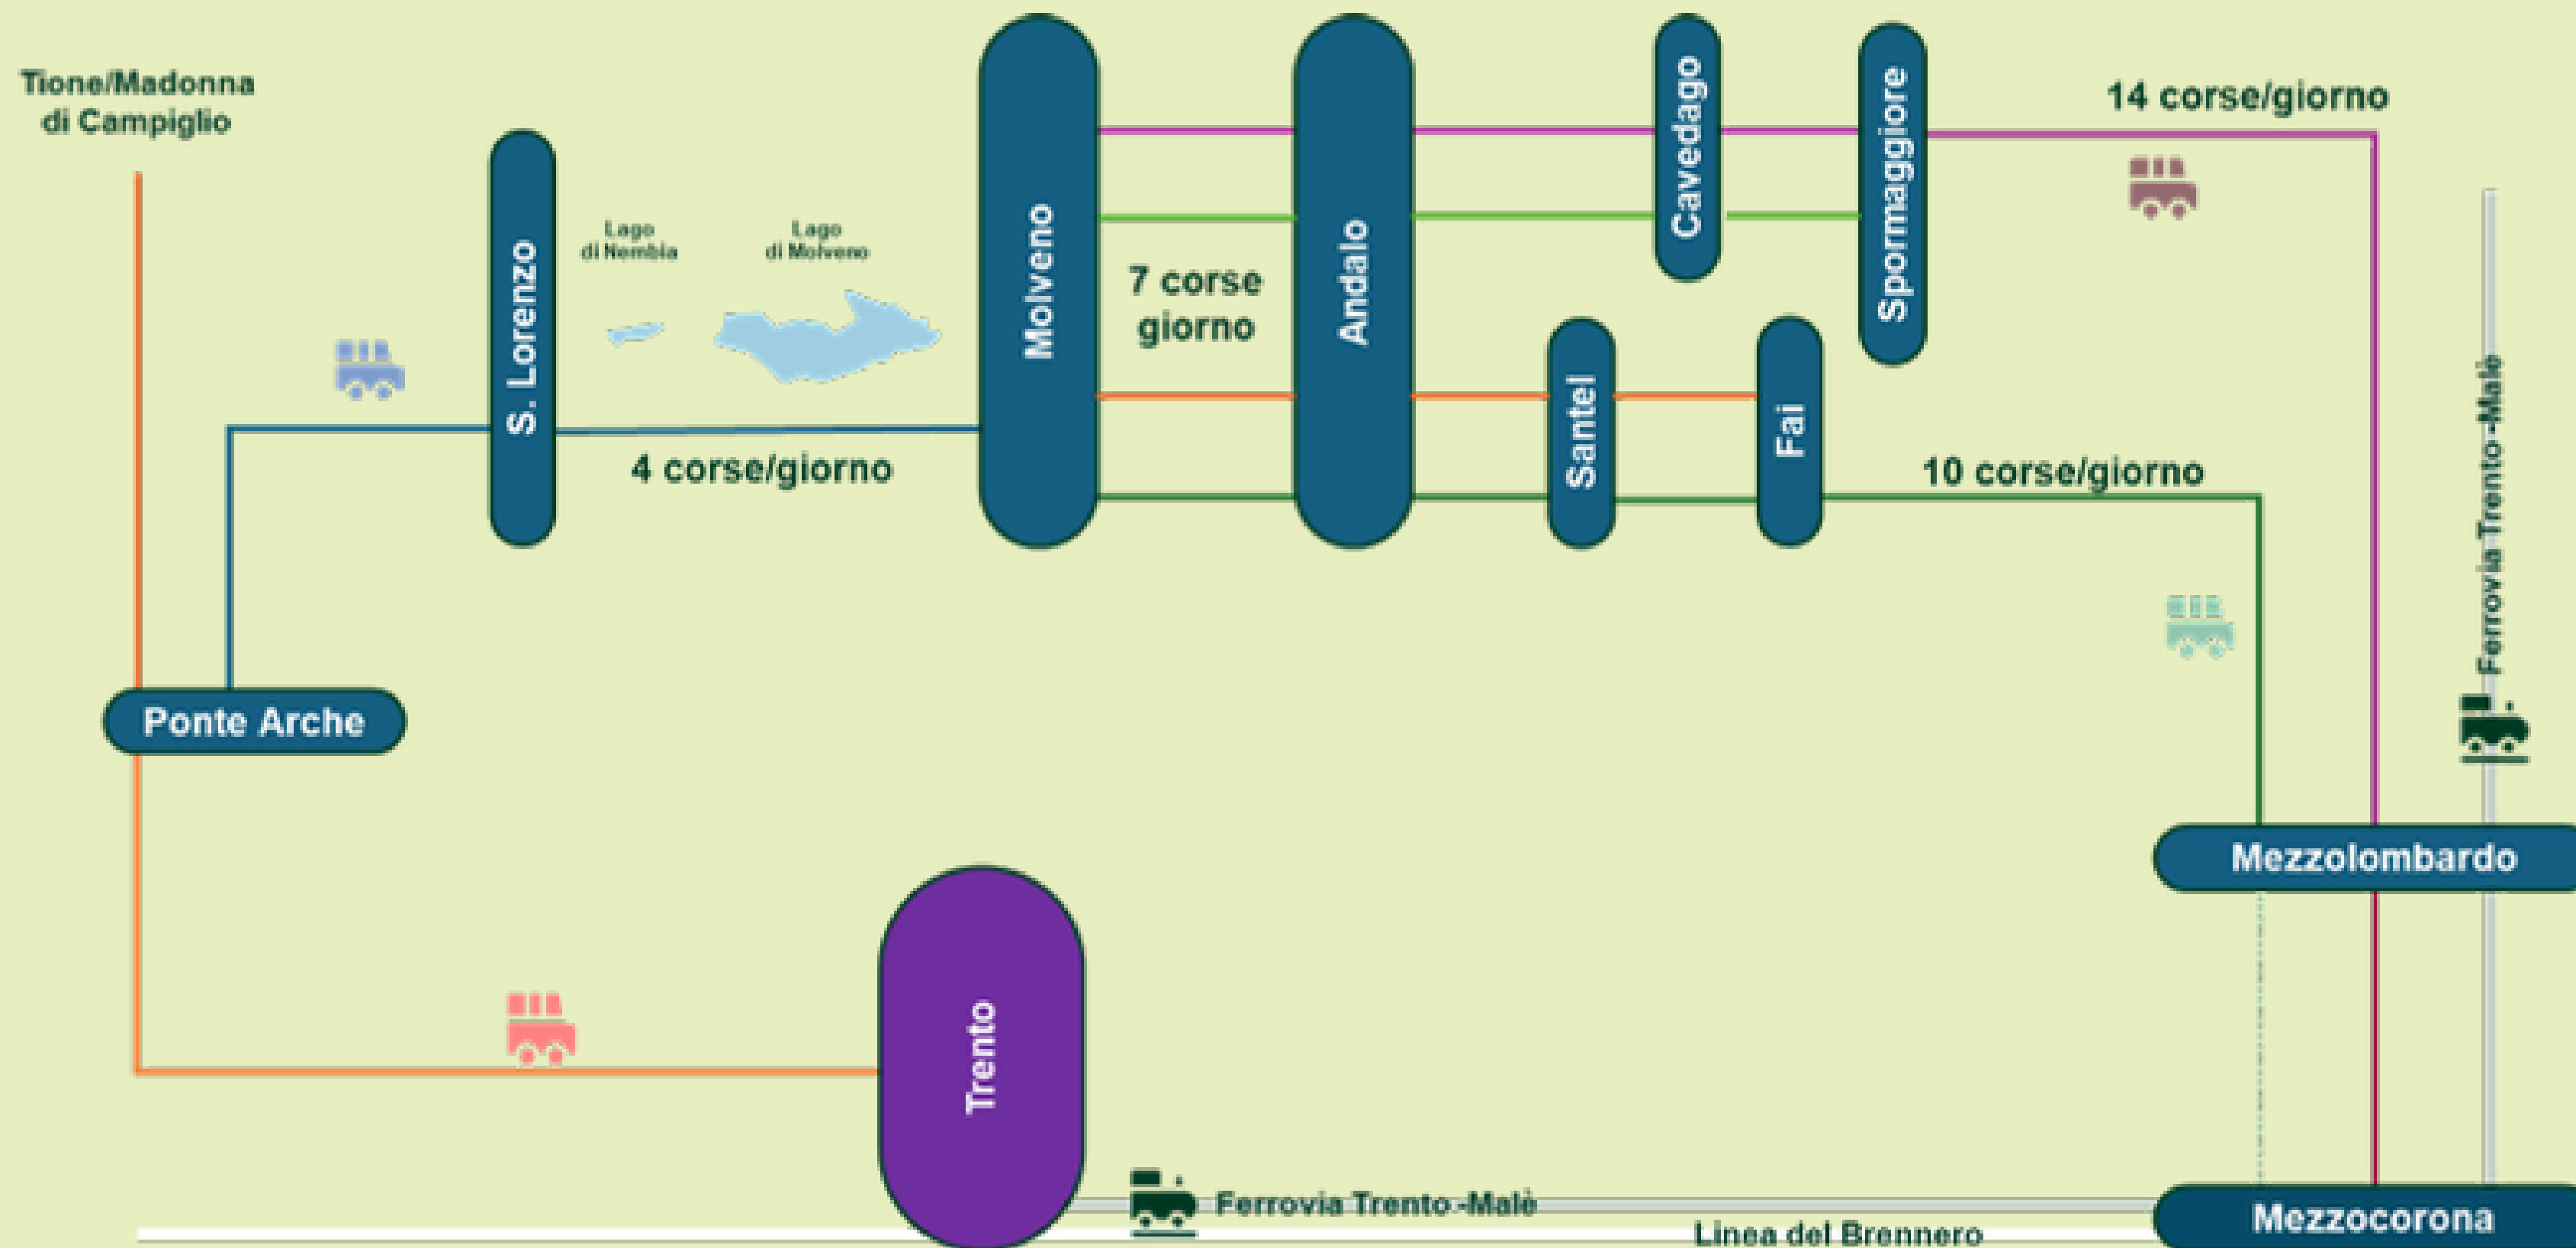 Tione/Madonna
di Campiglio
S. Lorenzo
Lago
di Nembia
Lago
di Molveno
4 corse/giorno
Molveno
7 corse
giorno
Andalo
Cavedago
Spormaggiore
14 corse/giorno
Santel
Fai
10 corse/giorno
Ferrovia Trento-Malè
Ponte Arche
Mezzolombardo
Trento
Ferrovia Trento-Malè
Linea del Brennero
Mezzocorona